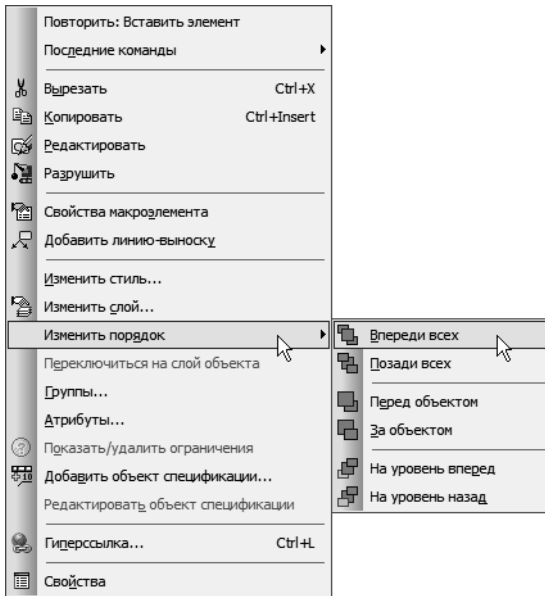 Повторить: Вставить элемент
Последние команды
Вырезать Ctrl+X
Копировать Ctrl+Insert
Редактировать
Разрушить
Свойства макроэлемента
Добавить линию-выноску
Изменить стиль...
Изменить слой...
Изменить порядок
Переключиться на слой объекта
Группы...
Атрибуты...
Показать/удалить ограничения
Добавить объект спецификации...
Редактировать объект спецификации
Гиперссылка... Ctrl+L
Свойства
Впереди всех
Позади всех
Перед объектом
За объектом
На уровень вперед
На уровень назад